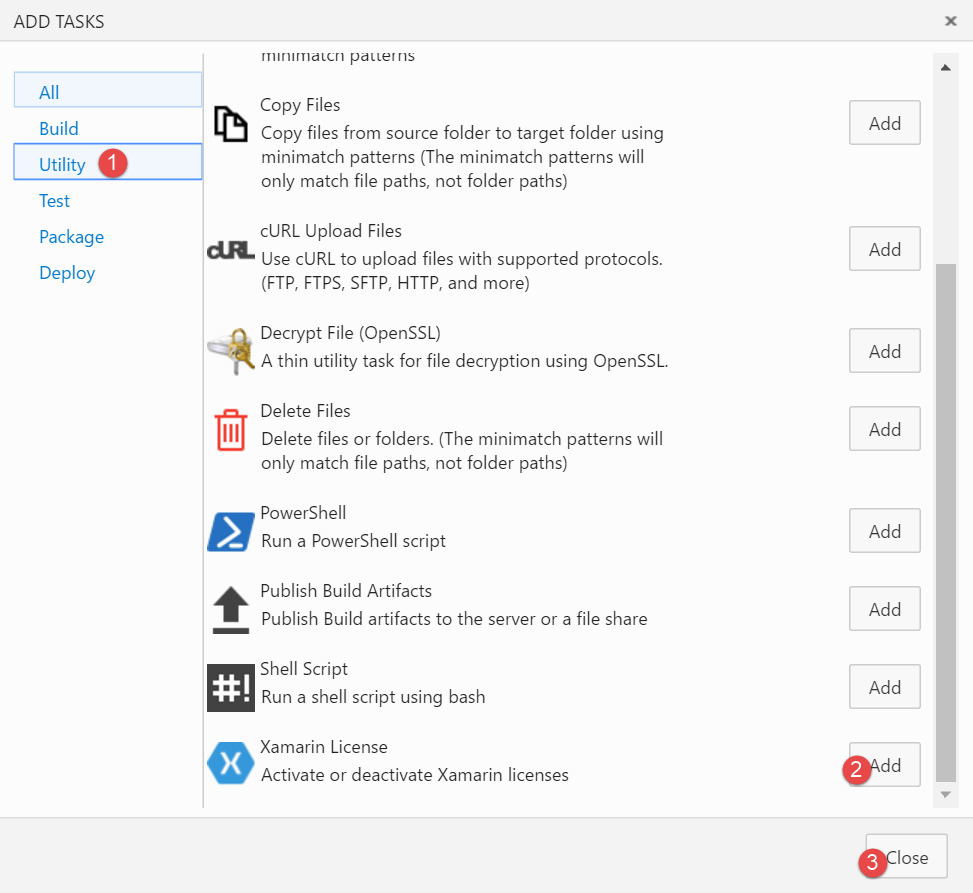 ADD TASKS
×
All
Build
Utility 1
Test
Package
Deploy
minimatch patterns
Copy Files
Copy files from source folder to target folder using
minimatch patterns (The minimatch patterns will
only match file paths, not folder paths)
Add
cURL
cURL Upload Files
Use cURL to upload files with supported protocols.
(FTP, FTPS, SFTP, HTTP, and more)
Add
Decrypt File (OpenSSL)
A thin utility task for file decryption using OpenSSL.
Add
Delete Files
Delete files or folders. (The minimatch patterns will
only match file paths, not folder paths)
Add
PowerShell
Run a PowerShell script
Add
Publish Build Artifacts
Publish Build artifacts to the server or a file share
Add
#!
Shell Script
Run a shell script using bash
Add
X
Xamarin License
Activate or deactivate Xamarin licenses
2 Add
3 Close